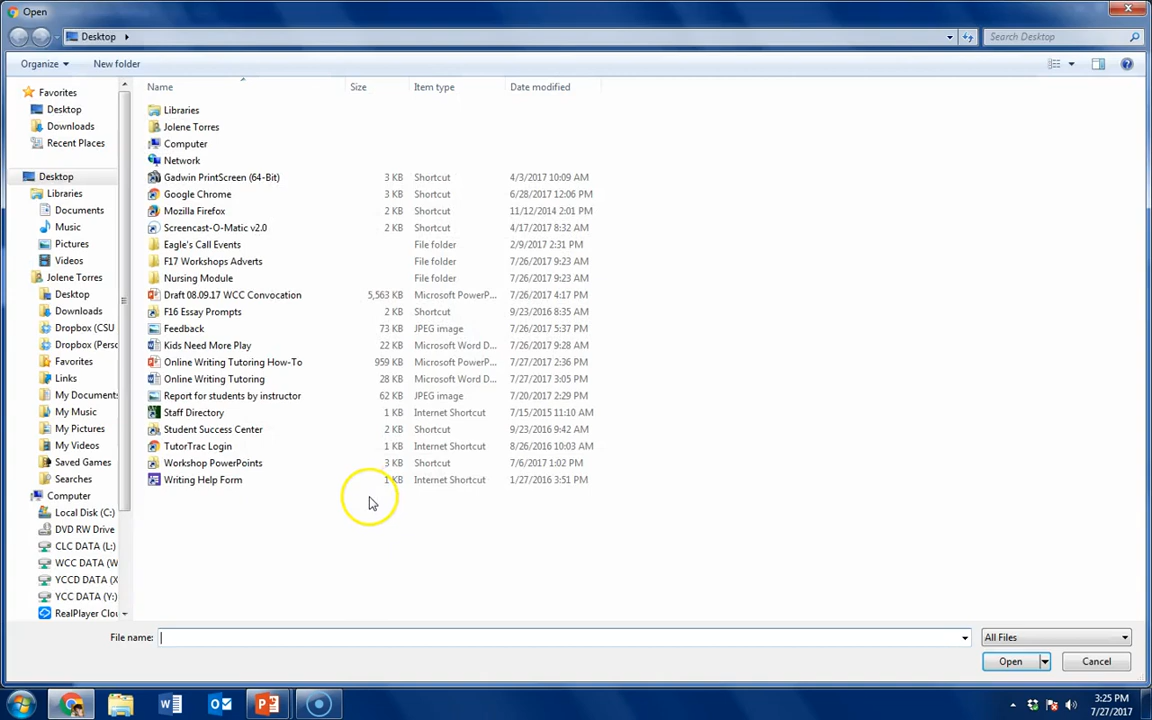 Open
Desktop
Search Desktop
Organize New folder
Name Size Item type Date modified
Favorites
Desktop
Downloads
Recent Places
Desktop
Libraries
Documents
Music
Pictures
Videos
Jolene Torres
Desktop
Downloads
Dropbox (CSU
Dropbox (Perso
Favorites
Links
My Documents
My Music
My Pictures
My Videos
Saved Games
Searches
Computer
Local Disk (C:)
DVD RW Drive
CLC DATA (L:)
WCC DATA (W
YCCD DATA (X
YCC DATA (Y:)
RealPlayer Clou
Libraries
Jolene Torres
Computer
Network
Gadwin PrintScreen (64-Bit) 3 KB Shortcut 4/3/2017 10:09 AM
Google Chrome 3 KB Shortcut 6/28/2017 12:06 PM
Mozilla Firefox 2 KB Shortcut 11/12/2014 2:01 PM
Screencast-O-Matic v2.0 2 KB Shortcut 4/17/2017 8:32 AM
Eagle's Call Events File folder 2/9/2017 2:31 PM
F17 Workshops Adverts File folder 7/26/2017 9:23 AM
Nursing Module File folder 7/26/2017 9:23 AM
Draft 08.09.17 WCC Convocation 5,563 KB Microsoft PowerP... 7/26/2017 4:17 PM
F16 Essay Prompts 2 KB Shortcut 9/23/2016 8:35 AM
Feedback 73 KB JPEG image 7/26/2017 5:37 PM
Kids Need More Play 22 KB Microsoft Word D... 7/26/2017 9:28 AM
Online Writing Tutoring How-To 959 KB Microsoft PowerP... 7/27/2017 2:36 PM
Online Writing Tutoring 28 KB Microsoft Word D... 7/27/2017 3:05 PM
Report for students by instructor 62 KB JPEG image 7/20/2017 2:29 PM
Staff Directory 1 KB Internet Shortcut 7/15/2015 11:10 AM
Student Success Center 2 KB Shortcut 9/23/2016 9:42 AM
TutorTrac Login 1 KB Internet Shortcut 8/26/2016 10:03 AM
Workshop PowerPoints 3 KB Shortcut 7/6/2017 1:02 PM
Writing Help Form 1 KB Internet Shortcut 1/27/2016 3:51 PM
File name: All Files
Open Cancel
3:25 PM
7/27/2017